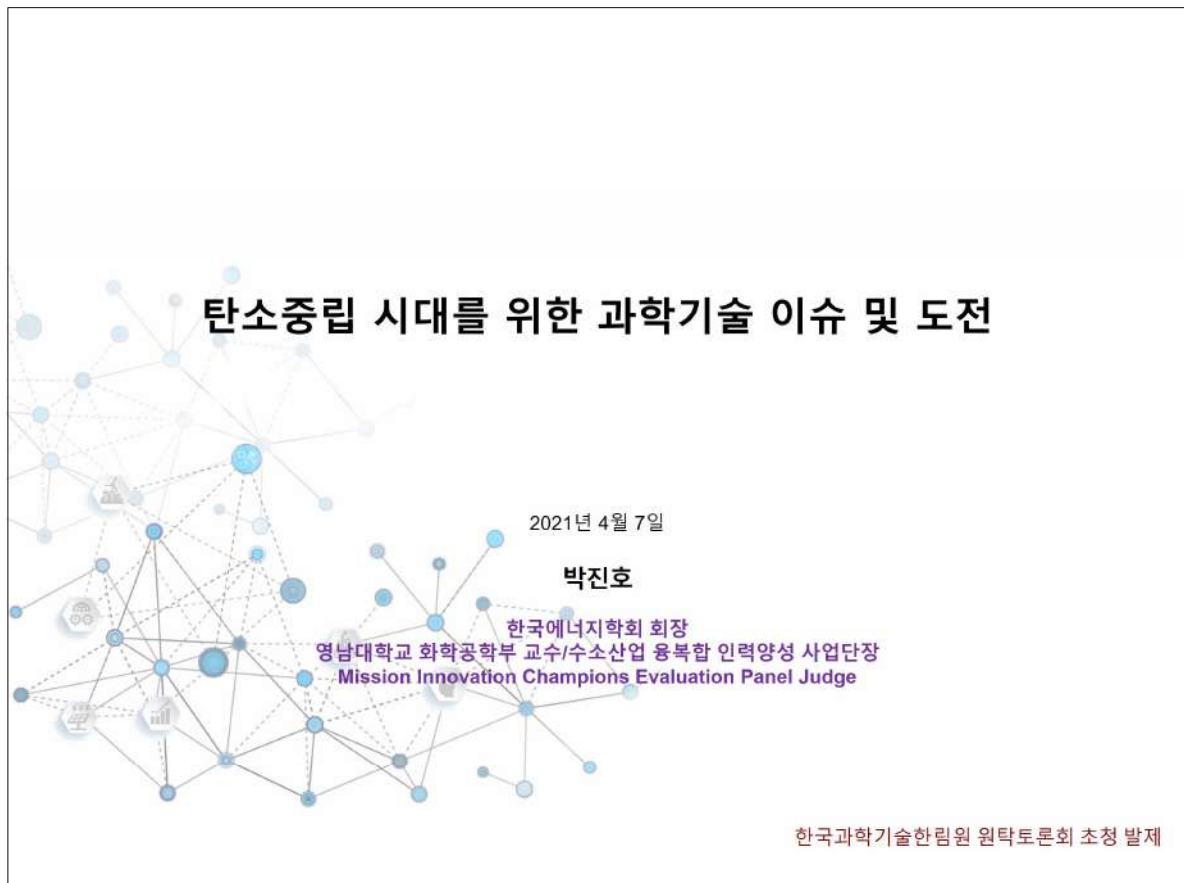 탄소중립 시대를 위한 과학기술 이슈 및 도전
2021년 4월 7일
박진호
한국에너지학회 회장
영남대학교 화학공학부 교수/수소산업 융복합 인력양성 사업단장
Mission Innovation Champions Evaluation Panel Judge
한국과학기술한림원 원탁토론회 초청 발제